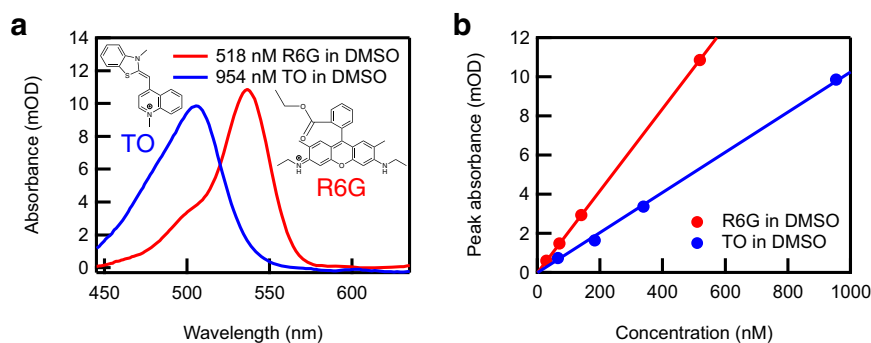 a
518 nM R6G in DMSO
954 nM TO in DMSO
TO
R6G
N
S
⊕
N
O
O
⊕
N
H
O
N
H
Absorbance (mOD)
14
12
10
8
6
4
2
0
450
500
550
600
Wavelength (nm)
b
R6G in DMSO
TO in DMSO
Peak absorbance (mOD)
12
10
8
6
4
2
0
0
200
400
600
800
1000
Concentration (nM)